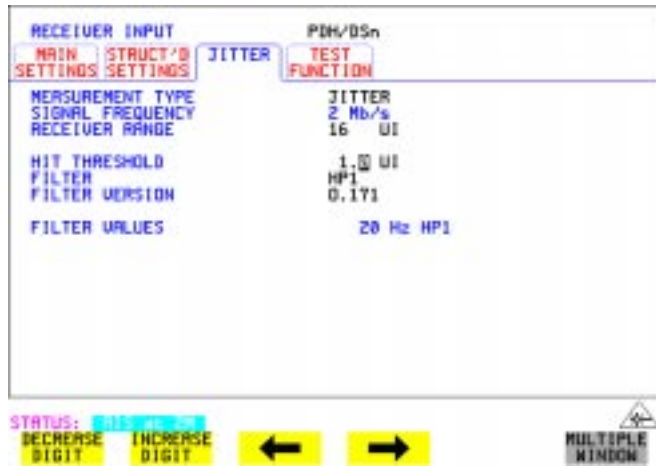 RECEIVER INPUT PDH/DSn
MAIN SETTINGS STRUCT'D SETTINGS JITTER TEST FUNCTION
MEASUREMENT TYPE JITTER
SIGNAL FREQUENCY 2 Mb/s
RECEIVER RANGE 16 UI
HIT THRESHOLD 1. UI
FILTER HP1
FILTER VERSION 0.171
FILTER VALUES 20 Hz HP1
STATUS:
DECREASE DIGIT INCREASE DIGIT MULTIPLE WINDOW